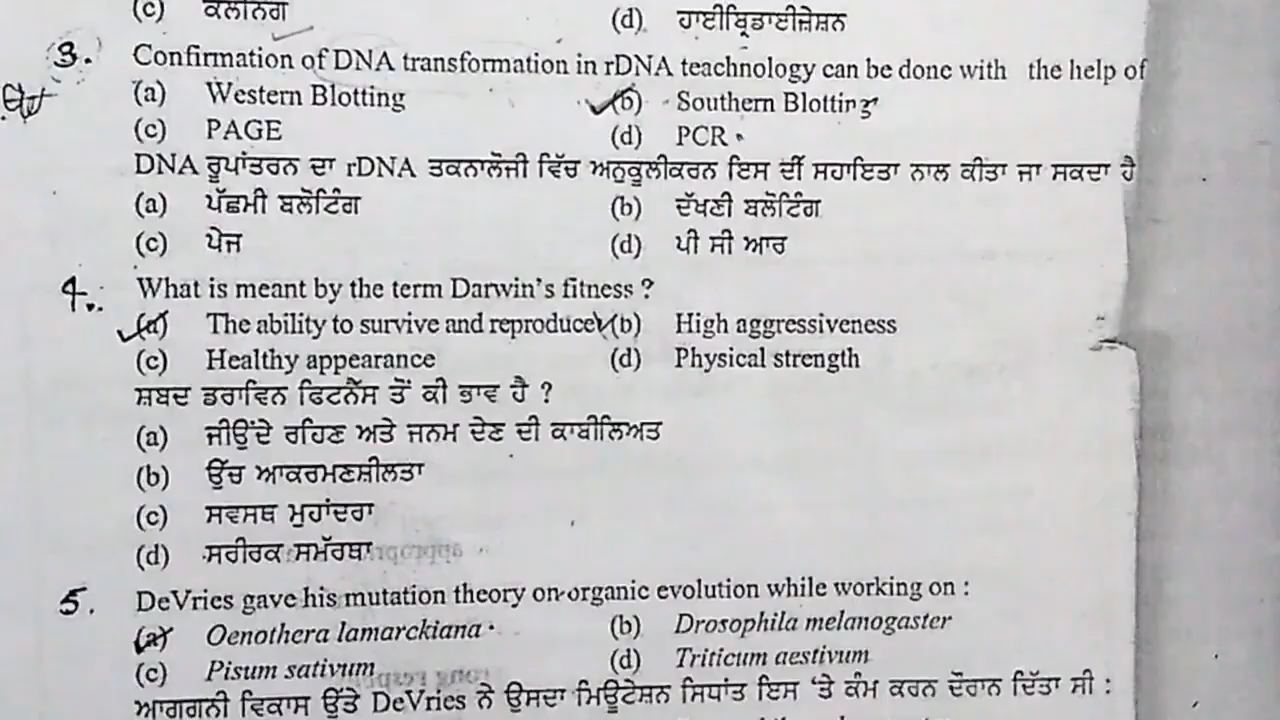 (c) ਕਲੋਨਿੰਗ (d) ਹਾਈਬ੍ਰਿਡਾਈਜ਼ੇਸ਼ਨ
3. Confirmation of DNA transformation in rDNA teachnology can be done with the help of
(a) Western Blotting (b) Southern Blotting
(c) PAGE (d) PCR
DNA ਰੂਪਾਂਤਰਨ ਦਾ rDNA ਤਕਨਾਲੋਜੀ ਵਿੱਚ ਅਨੁਕੂਲੀਕਰਨ ਇਸ ਦੀ ਸਹਾਇਤਾ ਨਾਲ ਕੀਤਾ ਜਾ ਸਕਦਾ ਹੈ
(a) ਪੱਛਮੀ ਬਲੋਟਿੰਗ (b) ਦੱਖਣੀ ਬਲੋਟਿੰਗ
(c) ਪੇਜ (d) ਪੀ ਸੀ ਆਰ
4. What is meant by the term Darwin's fitness ?
(a) The ability to survive and reproduce (b) High aggressiveness
(c) Healthy appearance (d) Physical strength
ਸ਼ਬਦ ਡਰਾਵਿਨ ਫਿਟਨੈੱਸ ਤੋਂ ਕੀ ਭਾਵ ਹੈ ?
(a) ਜੀਉਂਦੇ ਰਹਿਣ ਅਤੇ ਜਨਮ ਦੇਣ ਦੀ ਕਾਬੀਲਿਅਤ
(b) ਉੱਚ ਆਕਰਮਣਸ਼ੀਲਤਾ
(c) ਸਵਸਥ ਮੁਹਾਂਦਰਾ
(d) ਸਰੀਰਕ ਸਮੱਰਥਾ
5. DeVries gave his mutation theory on organic evolution while working on :
(a) Oenothera lamarckiana (b) Drosophila melanogaster
(c) Pisum sativum (d) Triticum aestivum
ਆਗਗਨੀ ਵਿਕਾਸ ਉੱਤੇ DeVries ਨੇ ਉਸਦਾ ਮਿਊਟੇਸ਼ਨ ਸਿਧਾਂਤ ਇਸ 'ਤੇ ਕੰਮ ਕਰਨ ਦੌਰਾਨ ਦਿੱਤਾ ਸੀ :